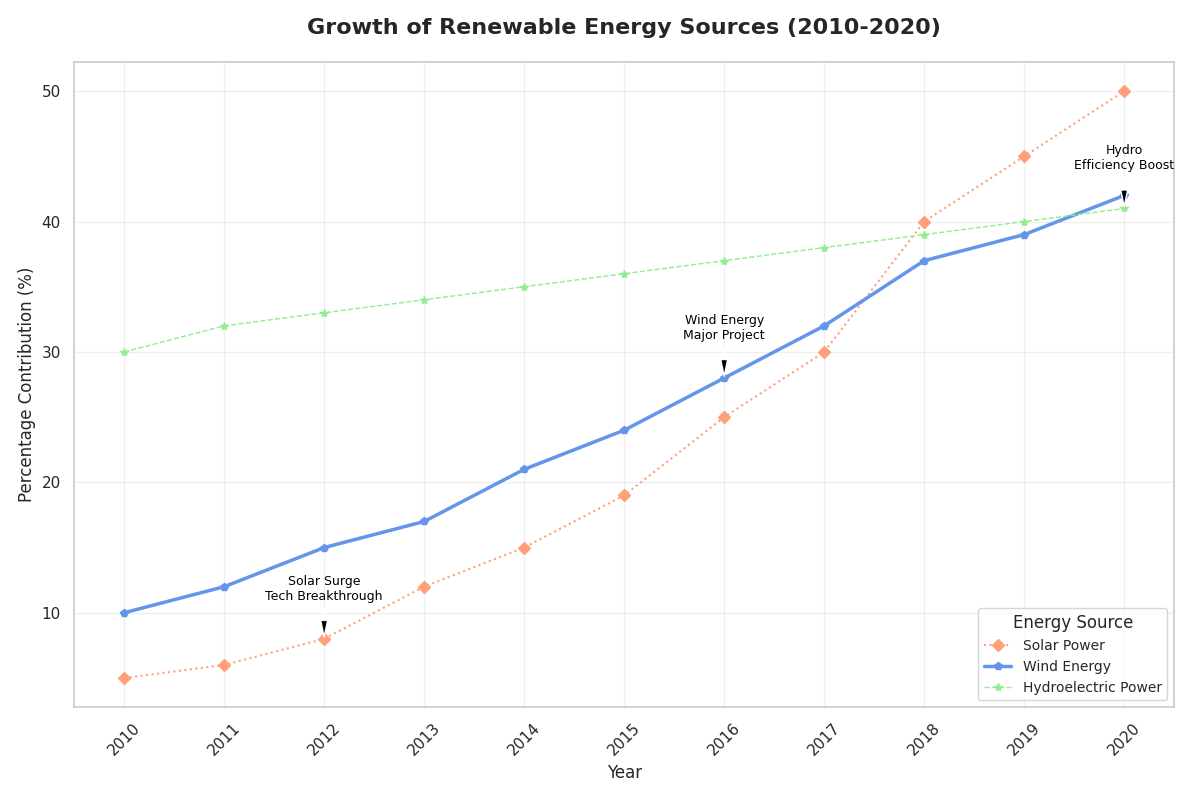 Growth of Renewable Energy Sources (2010-2020)
Percentage Contribution (%)
50
40
30
20
10
Hydro
Efficiency Boost
Wind Energy
Major Project
Solar Surge
Tech Breakthrough
Energy Source
Solar Power
Wind Energy
Hydroelectric Power
2010
2011
2012
2013
2014
2015
2016
2017
2018
2019
2020
Year